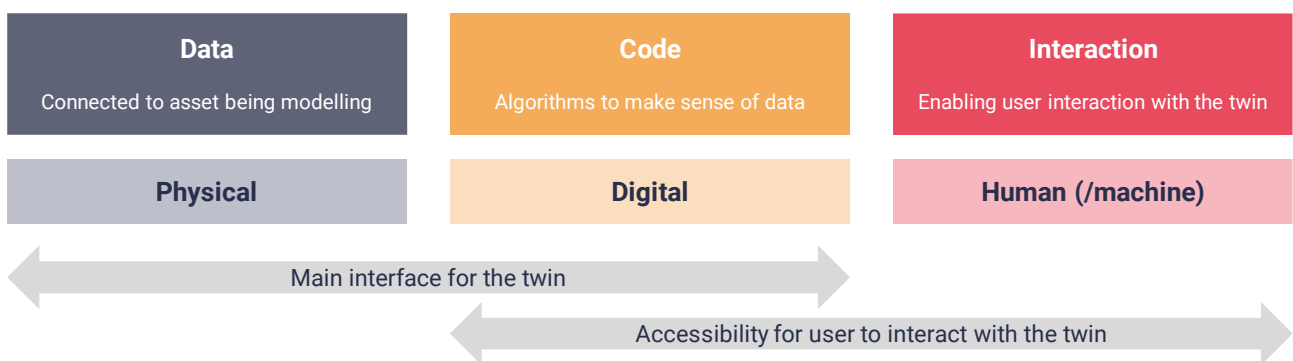 Data
Connected to asset being modelling
Code
Algorithms to make sense of data
Interaction
Enabling user interaction with the twin
Physical
Digital
Human (/machine)
Main interface for the twin
Accessibility for user to interact with the twin